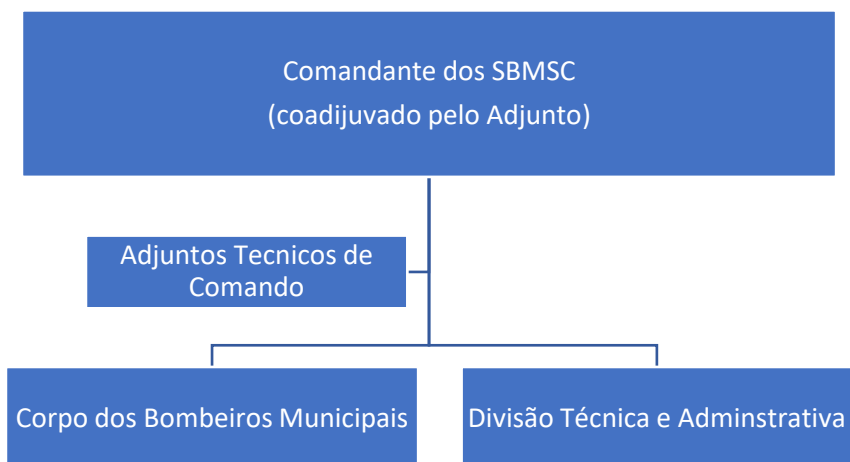 Comandante dos SBMSC
(coadijuvado pelo Adjunto)
Adjuntos Tecnicos de
Comando
Corpo dos Bombeiros Municipais
Divisão Técnica e Adminstrativa